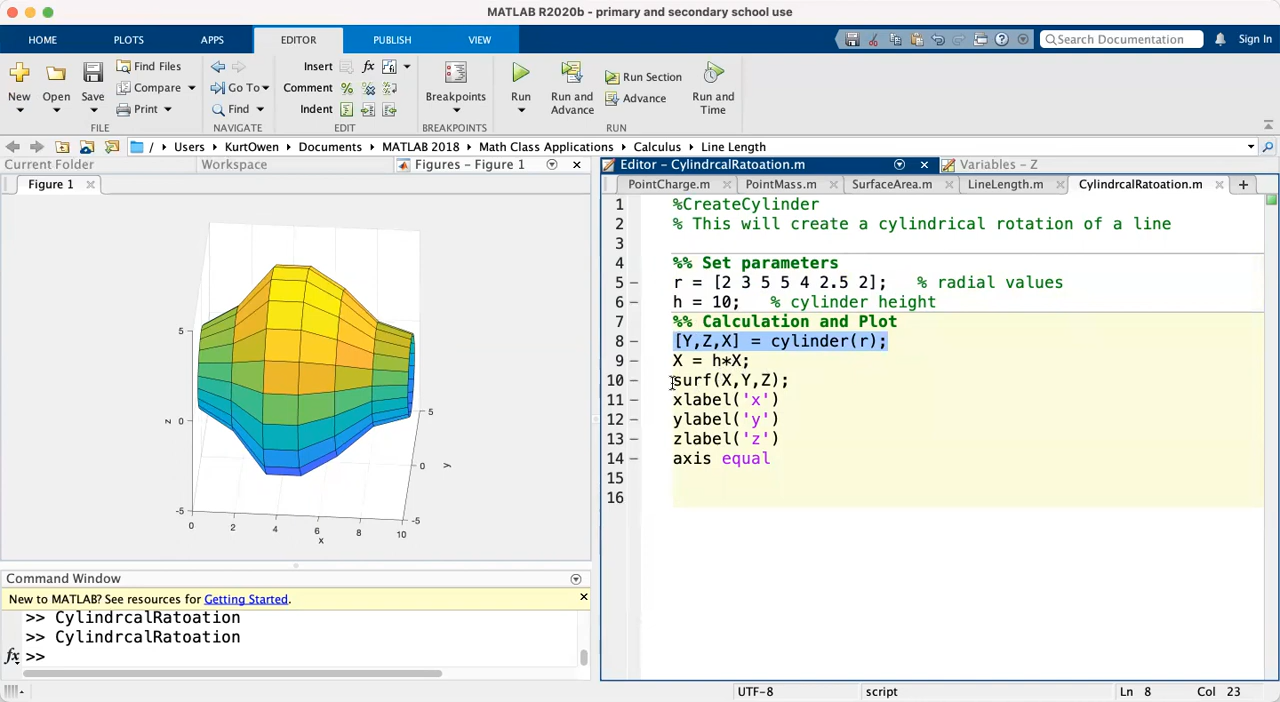 MATLAB R2020b - primary and secondary school use
HOME PLOTS APPS EDITOR PUBLISH VIEW Search Documentation Sign In
New Open Save Find Files Compare Print Go To Find Insert fx Comment Indent Breakpoints Run Run and Advance Run Section Advance Run and Time
FILE NAVIGATE EDIT BREAKPOINTS RUN
/ Users KurtOwen Documents MATLAB 2018 Math Class Applications Calculus Line Length
Current Folder Workspace Figures - Figure 1
Figure 1
5
0
-5
z
0 2 4 6 8 10
x
-5
0
5
y
Command Window
New to MATLAB? See resources for Getting Started.
>> CylindrcalRatoation
>> CylindrcalRatoation
fx >>
Editor - CylindrcalRatoation.m Variables - Z
PointCharge.m PointMass.m SurfaceArea.m LineLength.m CylindrcalRatoation.m
1 %CreateCylinder
2 % This will create a cylindrical rotation of a line
3
4 %% Set parameters
5 r = [2 3 5 5 4 2.5 2]; % radial values
6 h = 10; % cylinder height
7 %% Calculation and Plot
8 [Y,Z,X] = cylinder(r);
9 X = h*X;
10 surf(X,Y,Z);
11 xlabel('x')
12 ylabel('y')
13 zlabel('z')
14 axis equal
15
16
UTF-8 script Ln 8 Col 23